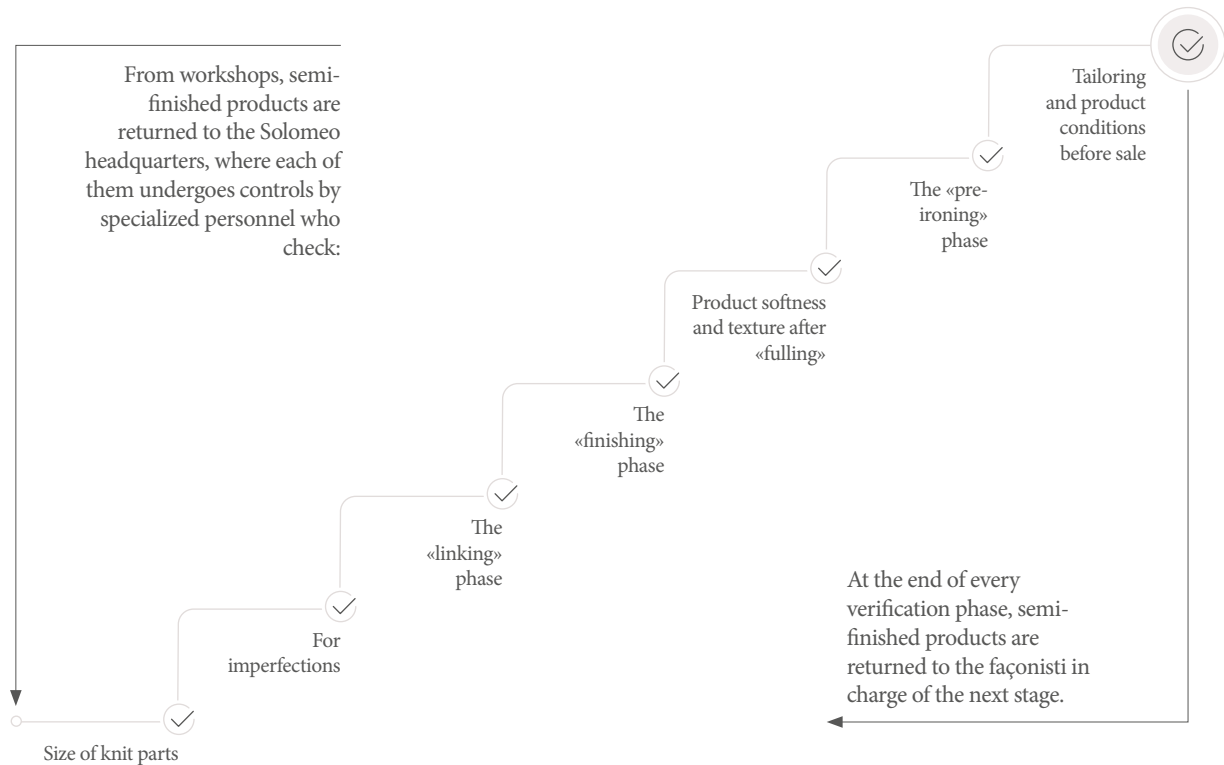 From workshops, semi-
finished products are
returned to the Solomeo
headquarters, where each of
them undergoes controls by
specialized personnel who
check:
Size of knit parts
For
imperfections
The
«linking»
phase
The
«finishing»
phase
Product softness
and texture after
«fulling»
The «pre-
ironing»
phase
Tailoring
and product
conditions
before sale
At the end of every
verification phase, semi-
finished products are
returned to the façonisti in
charge of the next stage.